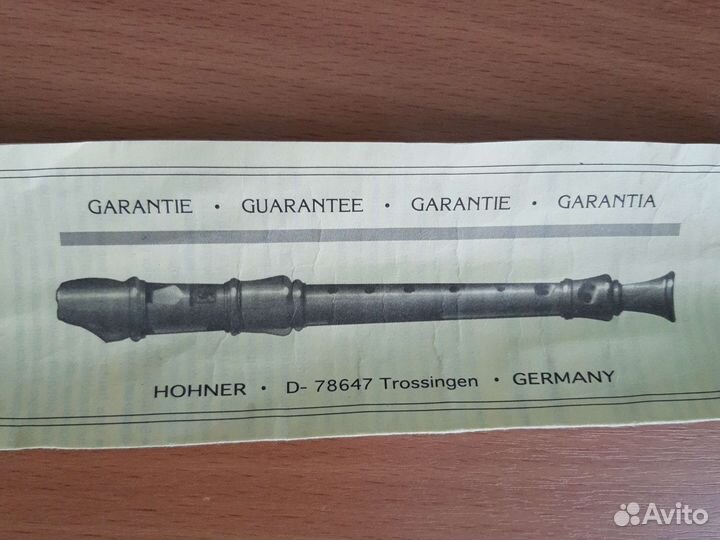 GARANTIE • GUARANTEE • GARANTIE • GARANTIA
HOHNER • D- 78647 Trossingen • GERMANY
Avito